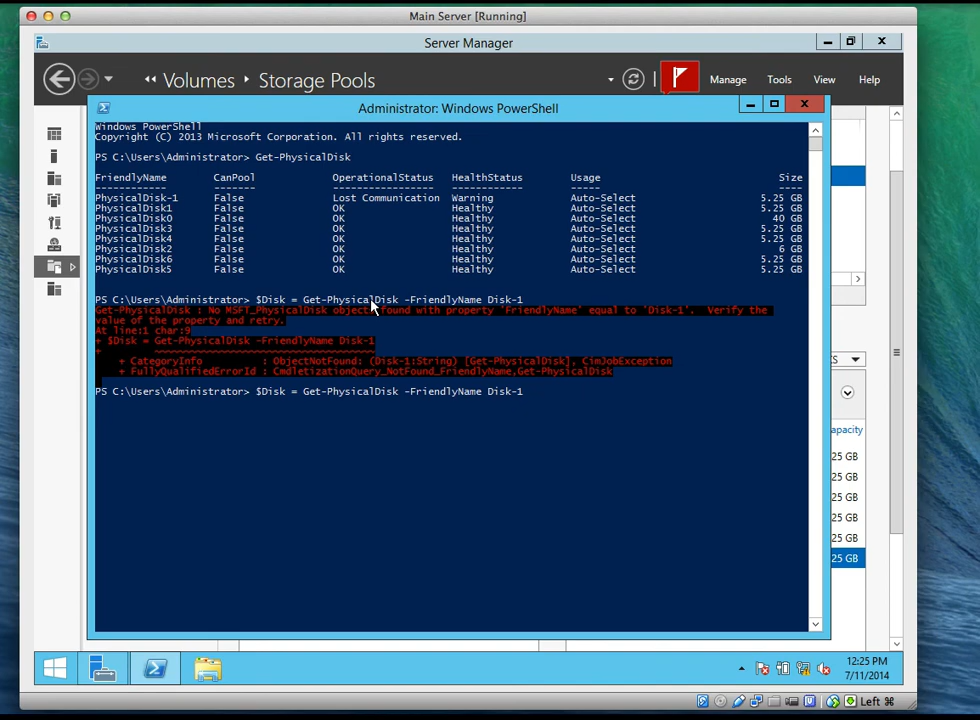 Main Server [Running]
Server Manager
Volumes Storage Pools
Manage Tools View Help
Administrator: Windows PowerShell
Windows PowerShell
Copyright (C) 2013 Microsoft Corporation. All rights reserved.
PS C:\Users\Administrator> Get-PhysicalDisk
FriendlyName CanPool OperationalStatus HealthStatus Usage Size
------------ ------- ----------------- ------------ ----- ----
PhysicalDisk-1 False Lost Communication Warning Auto-Select 5.25 GB
PhysicalDisk1 False OK Healthy Auto-Select 5.25 GB
PhysicalDisk0 False OK Healthy Auto-Select 40 GB
PhysicalDisk3 False OK Healthy Auto-Select 5.25 GB
PhysicalDisk4 False OK Healthy Auto-Select 5.25 GB
PhysicalDisk2 False OK Healthy Auto-Select 6 GB
PhysicalDisk6 False OK Healthy Auto-Select 5.25 GB
PhysicalDisk5 False OK Healthy Auto-Select 5.25 GB
PS C:\Users\Administrator> $Disk = Get-PhysicalDisk -FriendlyName Disk-1
Get-PhysicalDisk : No MSFT_PhysicalDisk objects found with property 'FriendlyName' equal to 'Disk-1'. Verify the
value of the property and retry.
At line:1 char:9
+ $Disk = Get-PhysicalDisk -FriendlyName Disk-1
+ ~~~~~~~~~~~~~~~~~~~~~~~~~~~~~~~~~~~~~
+ CategoryInfo : ObjectNotFound: (Disk-1:String) [Get-PhysicalDisk], CimJobException
+ FullyQualifiedErrorId : CmdletizationQuery_NotFound_FriendlyName,Get-PhysicalDisk
PS C:\Users\Administrator> $Disk = Get-PhysicalDisk -FriendlyName Disk-1
KS
apacity
25 GB
25 GB
25 GB
25 GB
25 GB
25 GB
12:25 PM
7/11/2014
Left ⌘